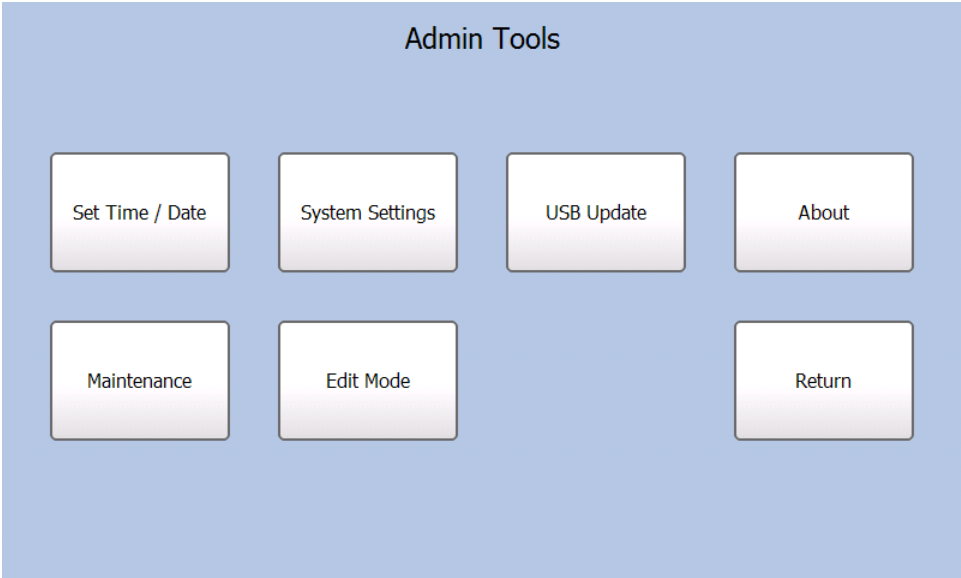 Admin Tools
Set Time / Date
System Settings
USB Update
About
Maintenance
Edit Mode
Return